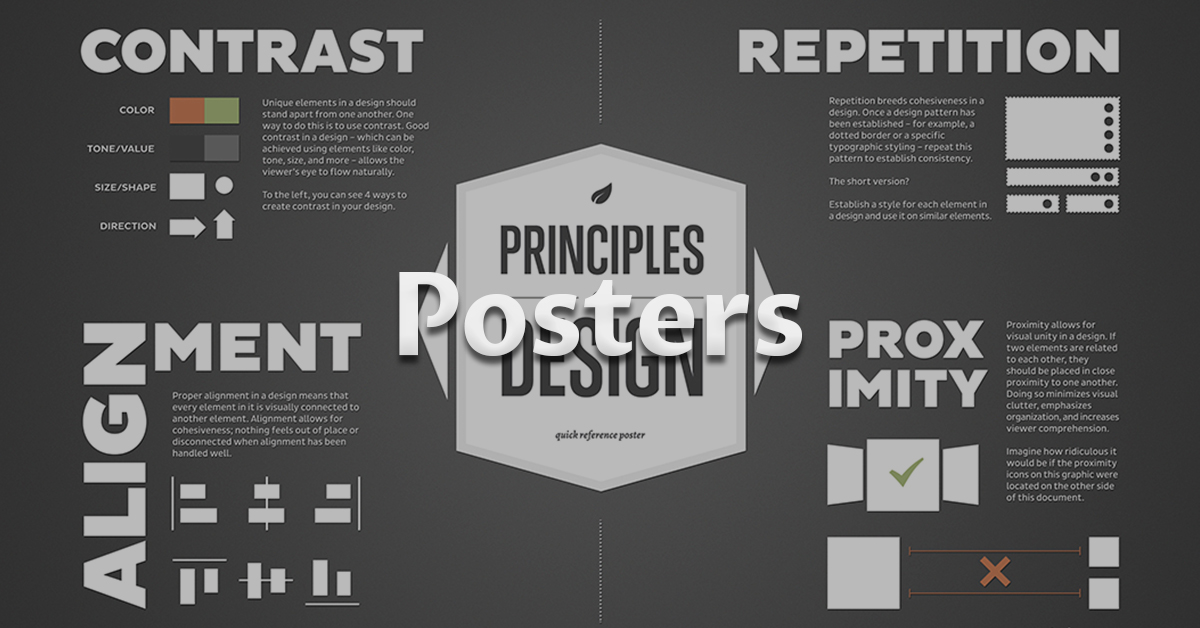 CONTRAST
COLOR
TONE/VALUE
SIZE/SHAPE
DIRECTION
Unique elements in a design should
stand apart from one another. One
way to do this is to use contrast. Good
contrast in a design – which can be
achieved using elements like color,
tone, size, and more – allows the
viewer's eye to flow naturally.
To the left, you can see 4 ways to
create contrast in your design.
REPETITION
Repetition breeds cohesiveness in a
design. Once a design pattern has
been established – for example, a
dotted border or a specific
typographic styling – repeat this
pattern to establish consistency.
The short version?
Establish a style for each element in
a design and use it on similar elements.
PRINCIPLES
Posters
DESIGN
quick reference poster
ALIGNMENT
Proper alignment in a design means that
every element in it is visually connected to
another element. Alignment allows for
cohesiveness; nothing feels out of place or
disconnected when alignment has been
handled well.
PROX
IMITY
Proximity allows for
visual unity in a design. If
two elements are related
to each other, they
should be placed in close
proximity to one another.
Doing so minimizes visual
clutter, emphasizes
organization, and increases
viewer comprehension.
Imagine how ridiculous it
would be if the proximity
icons on this graphic were
located on the other side
of this document.